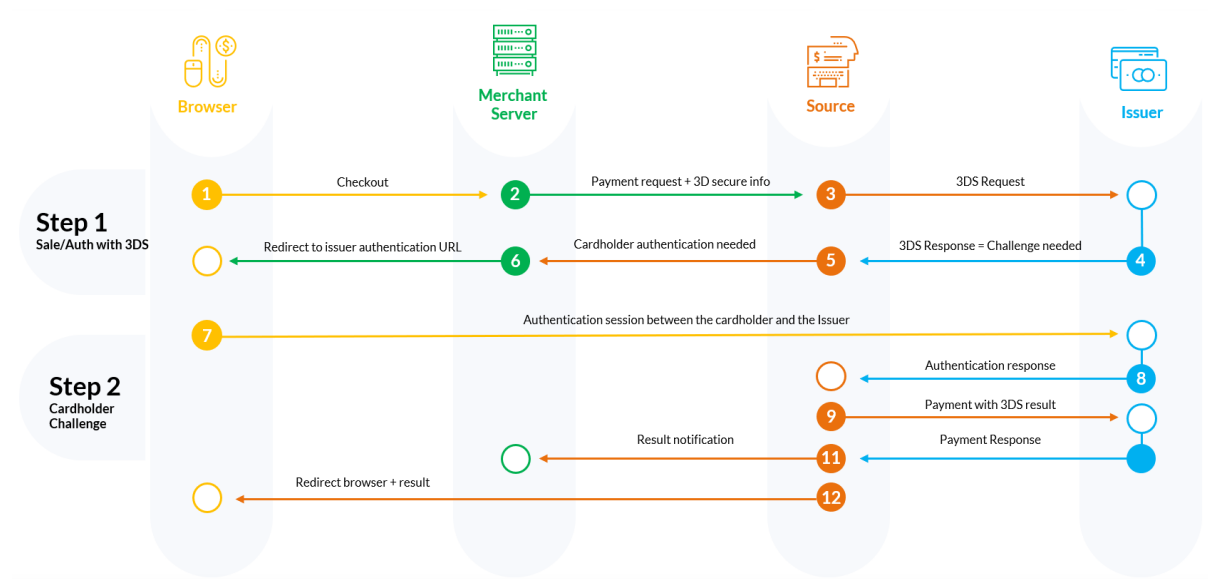 Browser
Merchant
Server
Source
Issuer
$
$
Step 1
Sale/Auth with 3DS
1
Checkout
2
Payment request + 3D secure info
3
3DS Request
Redirect to issuer authentication URL
6
Cardholder authentication needed
5
3DS Response = Challenge needed
4
Step 2
Cardholder
Challenge
7
Authentication session between the cardholder and the Issuer
Authentication response
8
9
Payment with 3DS result
Result notification
11
Payment Response
Redirect browser + result
12